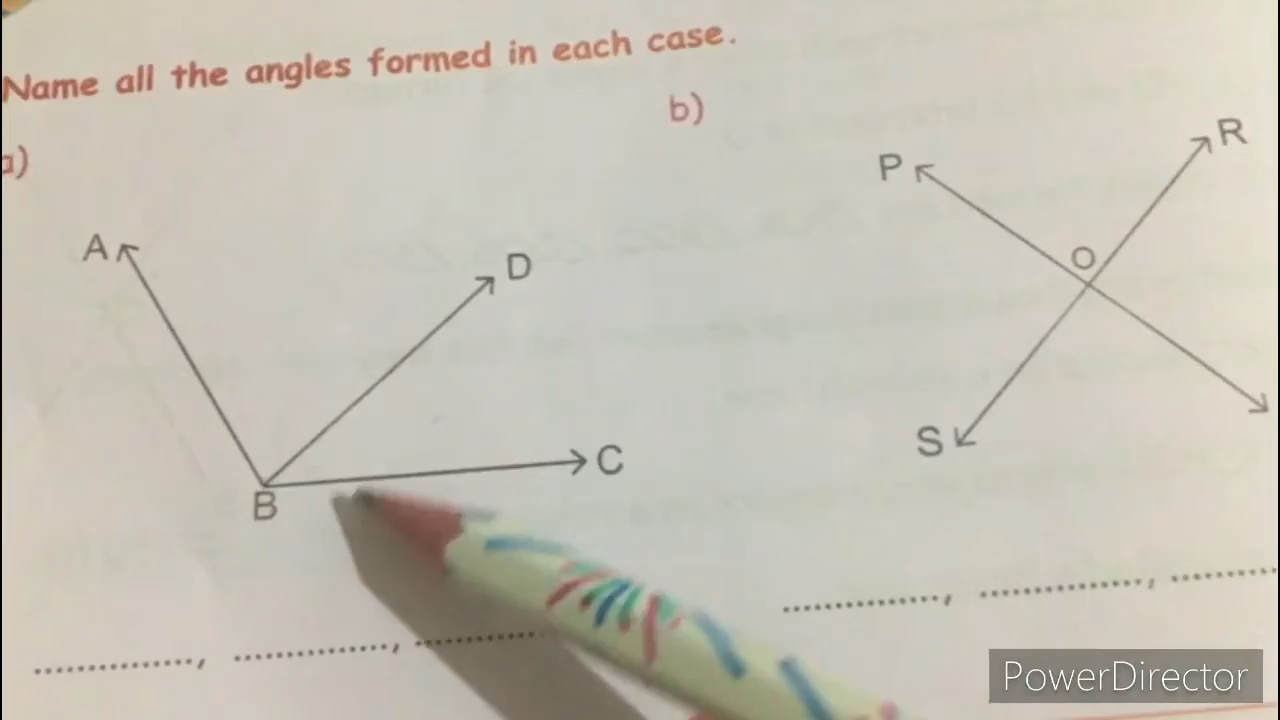 Name all the angles formed in each case.
a)
b)
A
D
B
C
P
R
O
S
....................., ....................., .................
....................., ....................., ..............
PowerDirector